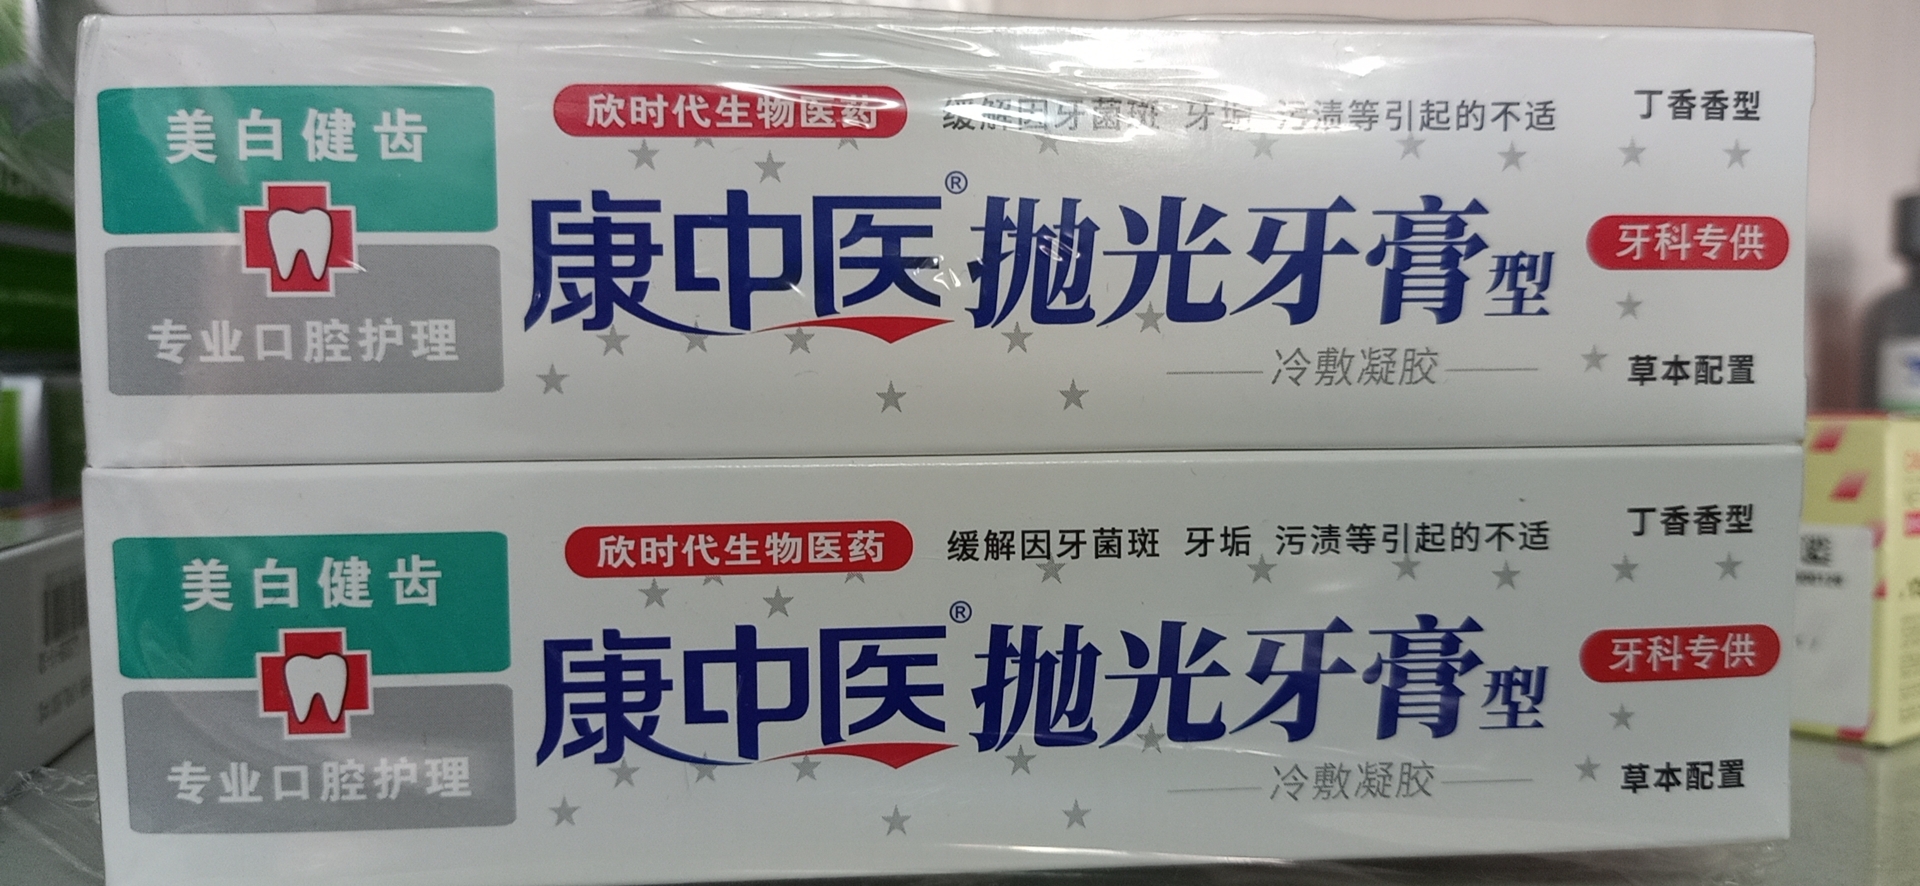 美白健齿
专业口腔护理
欣时代生物医药 缓解因牙菌斑 牙垢 污渍等引起的不适 丁香香型
康中医® 抛光牙膏型
牙科专供
冷敷凝胶
草本配置
美白健齿
专业口腔护理
欣时代生物医药 缓解因牙菌斑 牙垢 污渍等引起的不适 丁香香型
康中医® 抛光牙膏型
牙科专供
冷敷凝胶
草本配置